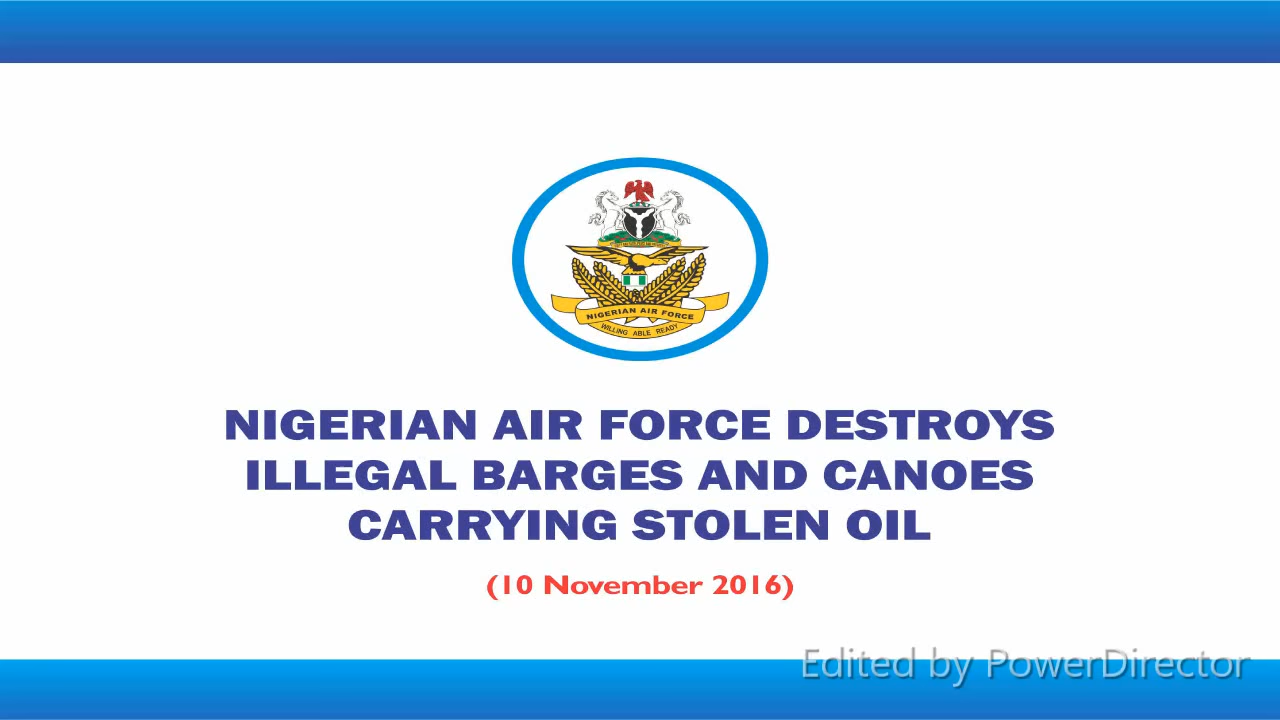 NIGERIAN AIR FORCE
WILLING ABLE READY
NIGERIAN AIR FORCE DESTROYS
ILLEGAL BARGES AND CANOES
CARRYING STOLEN OIL
(10 November 2016)
Edited by PowerDirector